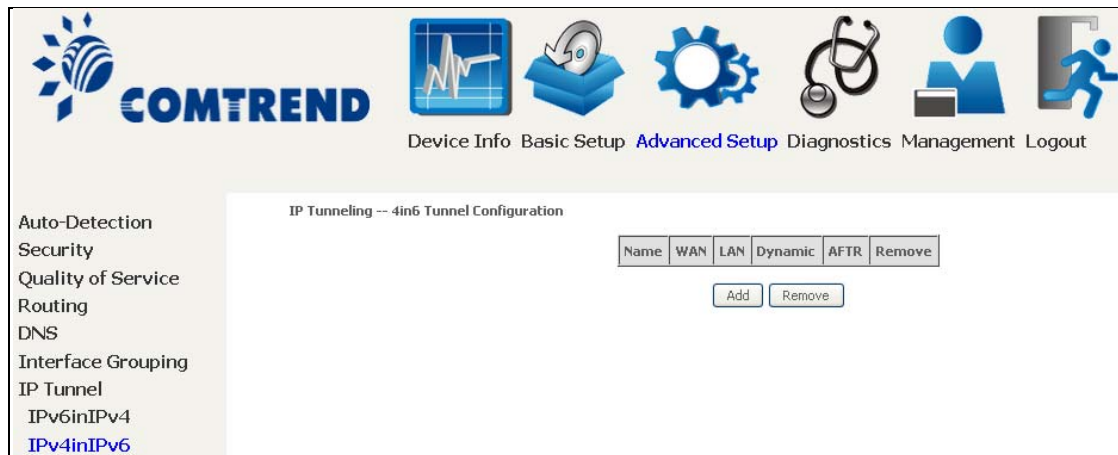 COMTREND
Device Info Basic Setup Advanced Setup Diagnostics Management Logout
Auto-Detection
Security
Quality of Service
Routing
DNS
Interface Grouping
IP Tunnel
IPv6inIPv4
IPv4inIPv6
IP Tunneling -- 4in6 Tunnel Configuration
Name WAN LAN Dynamic AFTR Remove
Add Remove